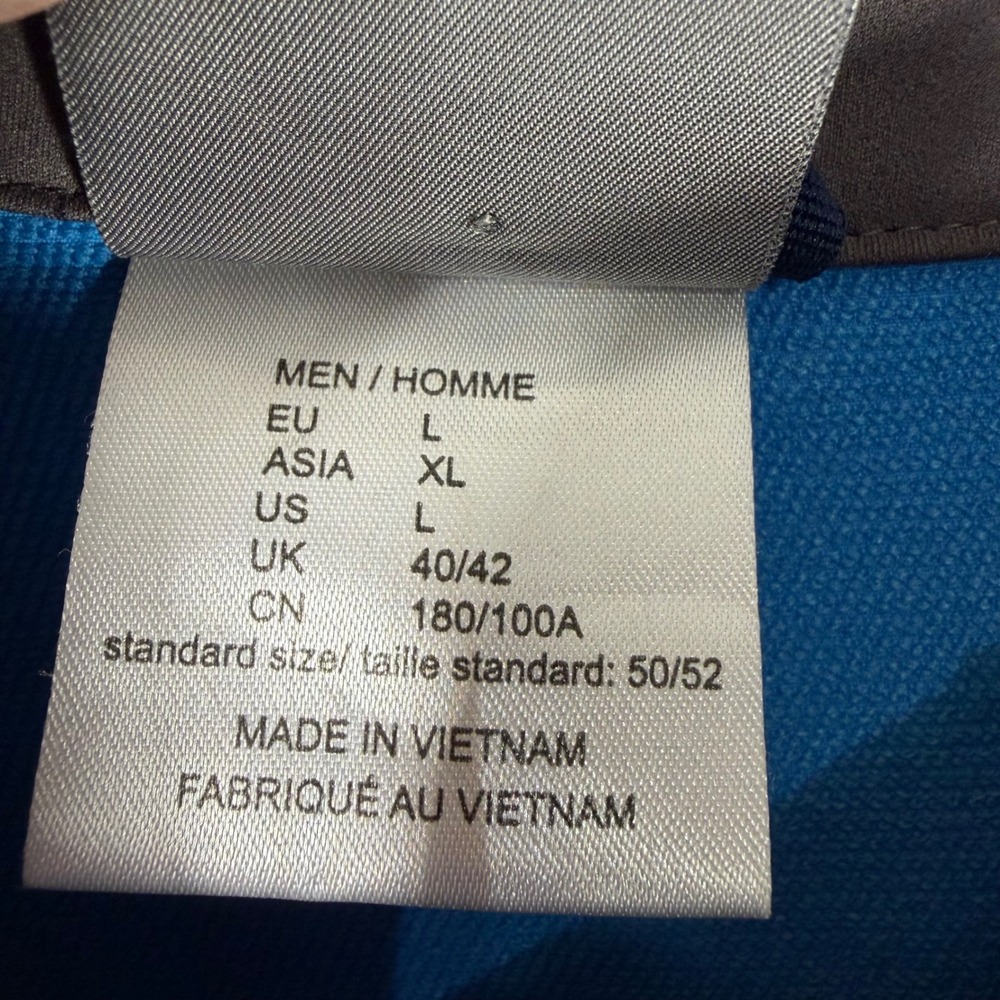 MEN / HOMME
EU L
ASIA XL
US L
UK 40/42
CN 180/100A
standard size/ taille standard: 50/52
MADE IN VIETNAM
FABRIQUÉ AU VIETNAM